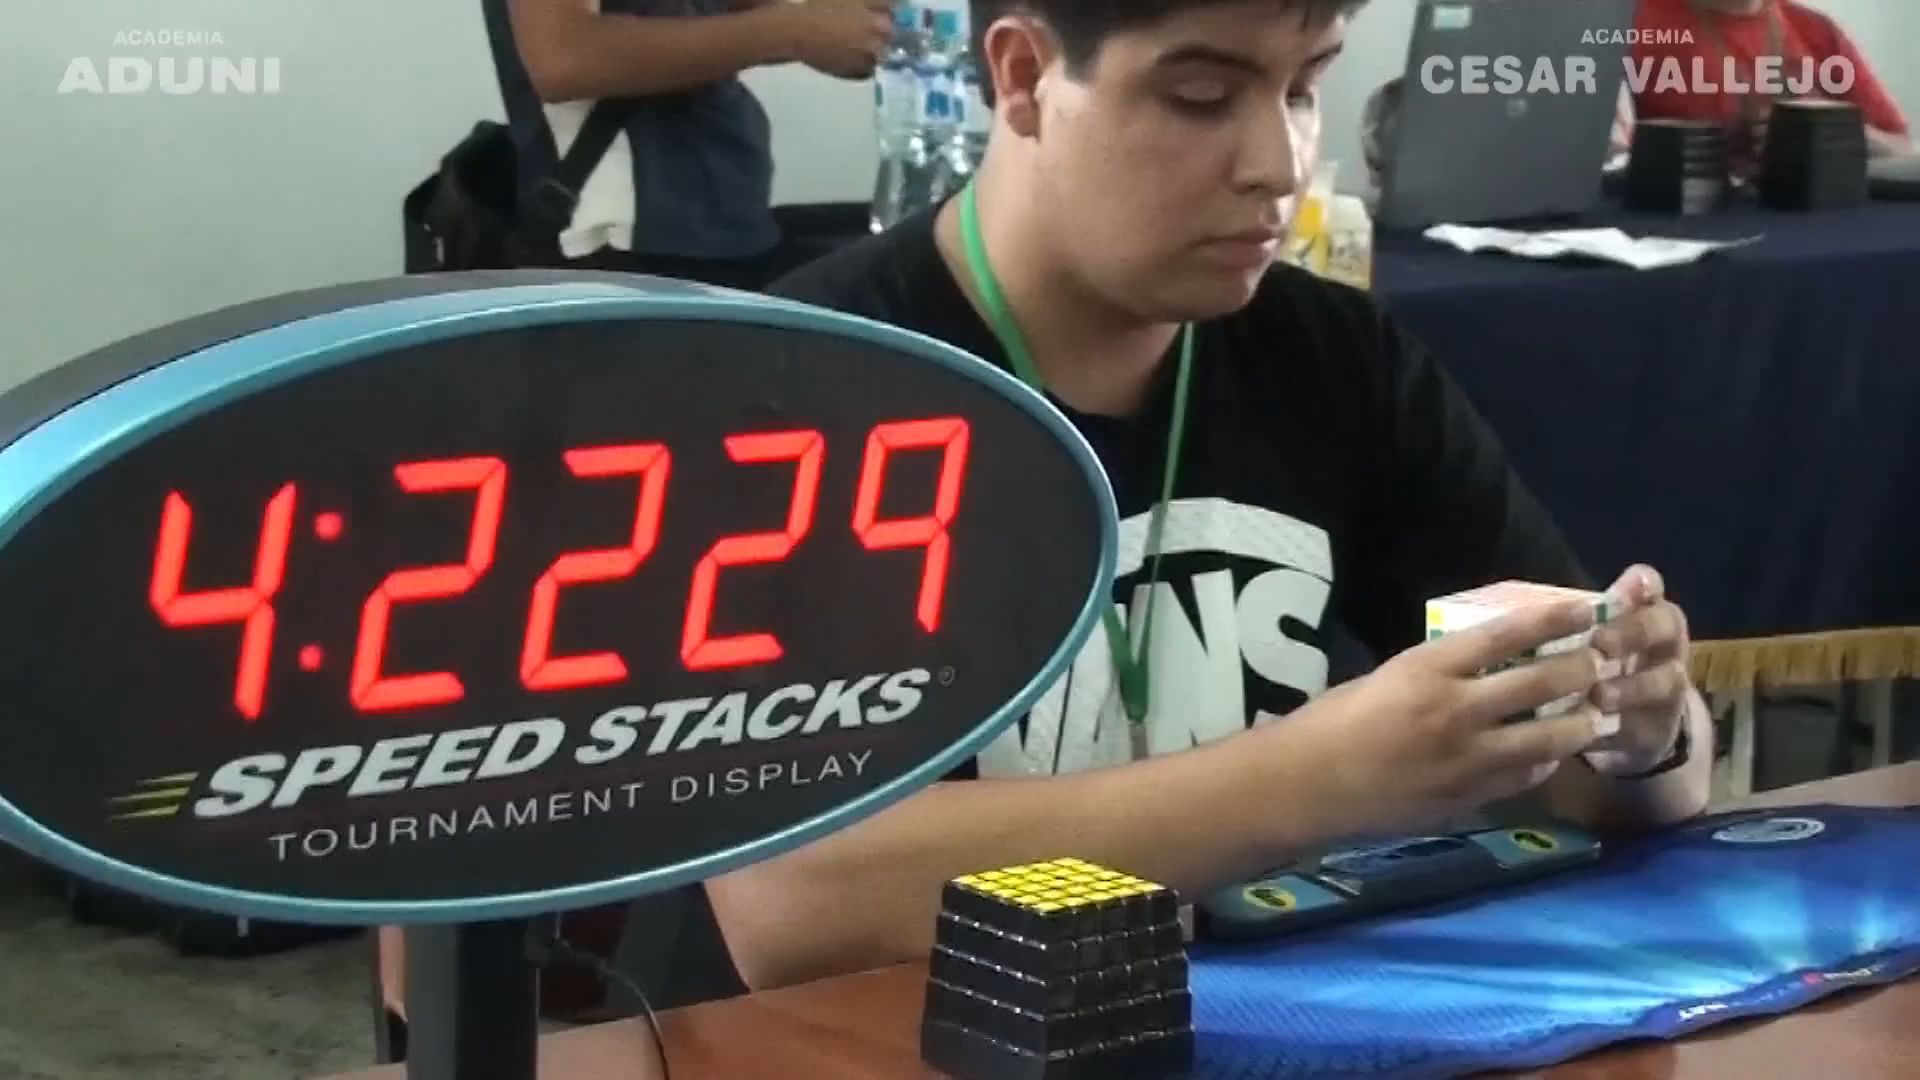 ACADEMIA
ADUNI
ACADEMIA
CESAR VALLEJO
4:2229
SPEED STACKS®
TOURNAMENT DISPLAY
VANS